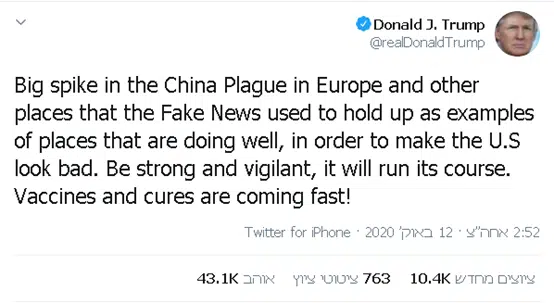 Donald J. Trump
@realDonaldTrump
Big spike in the China Plague in Europe and other
places that the Fake News used to hold up as examples
of places that are doing well, in order to make the U.S
look bad. Be strong and vigilant, it will run its course.
Vaccines and cures are coming fast!
2:52 אחה"צ · 12 באוק' 2020 · Twitter for iPhone
10.4K ציוצים מחדש 763 ציטוטי ציוץ 43.1K אוהב